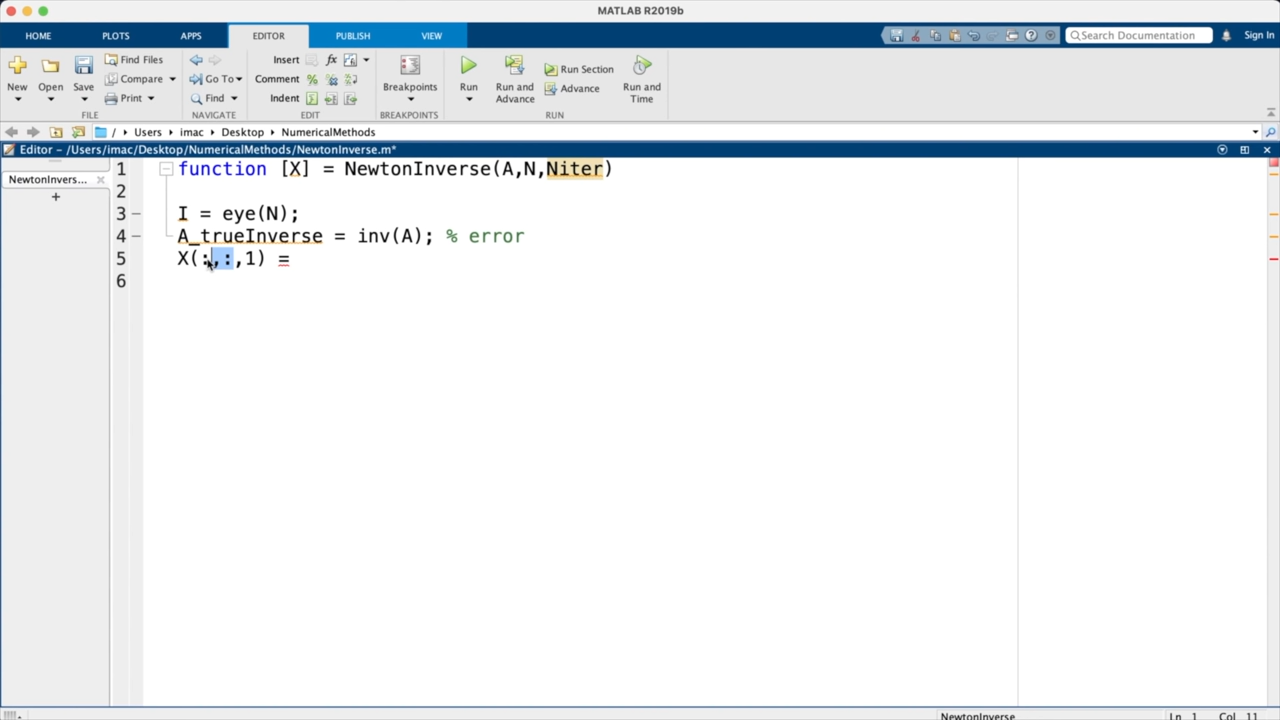 MATLAB R2019b
HOME PLOTS APPS EDITOR PUBLISH VIEW Search Documentation Sign In
New Open Save Find Files Compare Print
Go To Find
Insert fx
Comment %
Indent
Breakpoints
Run Run and Advance Run Section Advance Run and Time
FILE NAVIGATE EDIT BREAKPOINTS RUN
/ Users imac Desktop NumericalMethods
Editor - /Users/imac/Desktop/NumericalMethods/NewtonInverse.m*
NewtonInvers... +
1 function [X] = NewtonInverse(A,N,Niter)
2
3 I = eye(N);
4 A_trueInverse = inv(A); % error
5 X(:,:,1) =
6
NewtonInverse Ln 1 Col 11